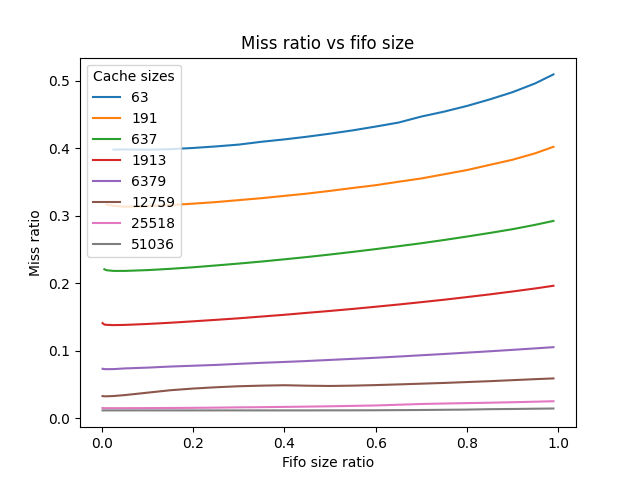 Miss ratio vs fifo size
Cache sizes
63
191
637
1913
6379
12759
25518
51036
0.5
0.4
0.3
0.2
0.1
0.0
Miss ratio
0.0 0.2 0.4 0.6 0.8 1.0
Fifo size ratio